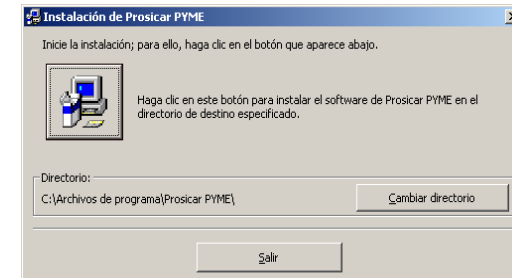 Instalación de Prosicar PYME
Inicie la instalación; para ello, haga clic en el botón que aparece abajo.
Haga clic en este botón para instalar el software de Prosicar PYME en el
directorio de destino especificado.
Directorio:
C:\Archivos de programa\Prosicar PYME\
Cambiar directorio
Salir